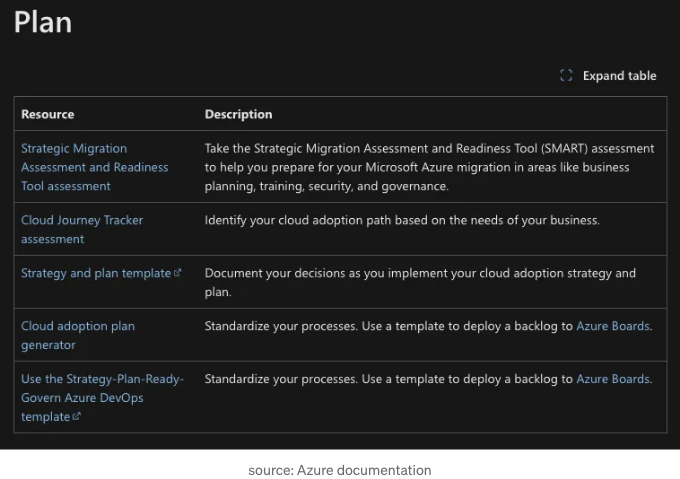 Plan
Expand table
Resource
Description
Strategic Migration
Assessment and Readiness
Tool assessment
Take the Strategic Migration Assessment and Readiness Tool (SMART) assessment
to help you prepare for your Microsoft Azure migration in areas like business
planning, training, security, and governance.
Cloud Journey Tracker
assessment
Identify your cloud adoption path based on the needs of your business.
Strategy and plan template
Document your decisions as you implement your cloud adoption strategy and
plan.
Cloud adoption plan
generator
Standardize your processes. Use a template to deploy a backlog to Azure Boards.
Use the Strategy-Plan-Ready-
Govern Azure DevOps
template
Standardize your processes. Use a template to deploy a backlog to Azure Boards.
source: Azure documentation